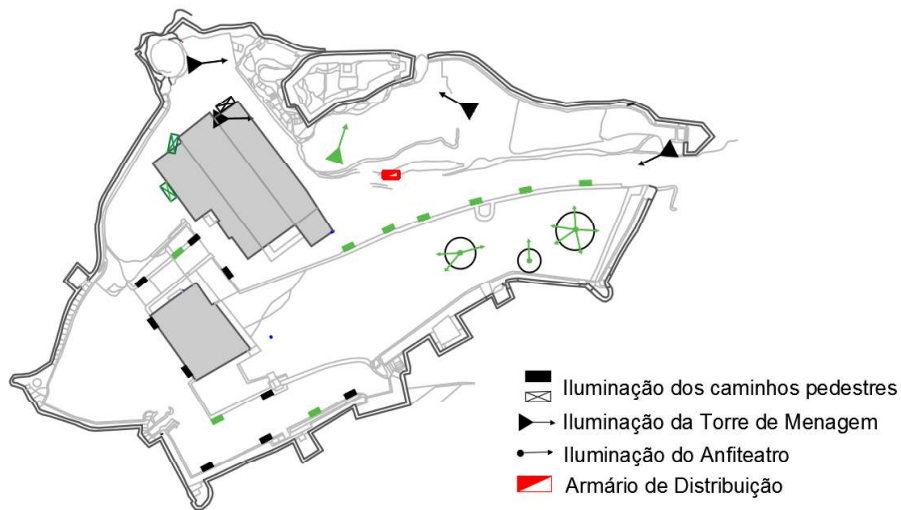 Iluminação dos caminhos pedestres
Iluminação da Torre de Menagem
Iluminação do Anfiteatro
Armário de Distribuição